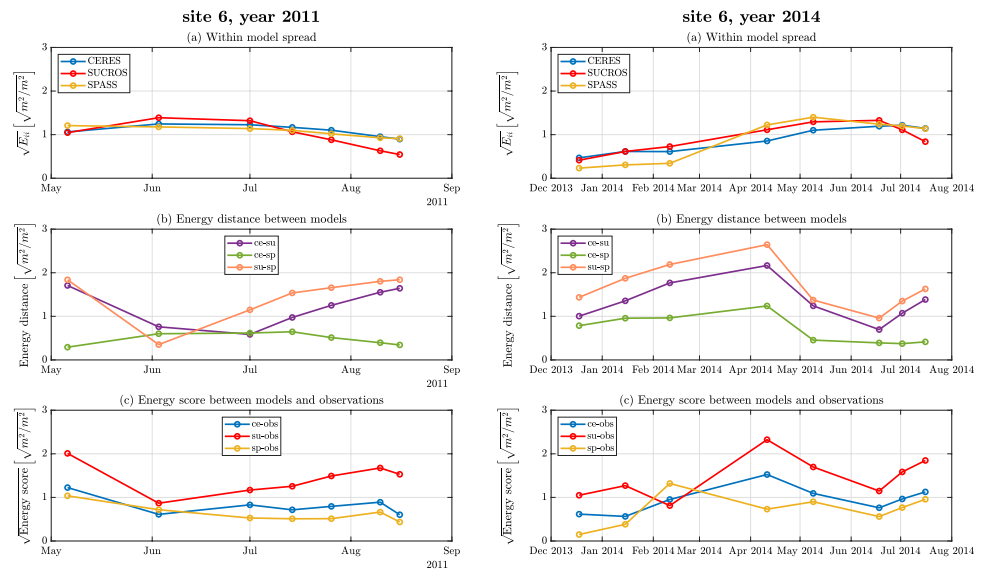 site 6, year 2011
(a) Within model spread
√E_ii [√m²/m²]
3
2
1
0
CERES
SUCROS
SPASS
May Jun Jul Aug Sep
2011
(b) Energy distance between models
Energy distance [√m²/m²]
3
2
1
0
ce-su
ce-sp
su-sp
May Jun Jul Aug Sep
2011
(c) Energy score between models and observations
√Energy score [√m²/m²]
3
2
1
0
ce-obs
su-obs
sp-obs
May Jun Jul Aug Sep
2011
site 6, year 2014
(a) Within model spread
√E_ii [√m²/m²]
3
2
1
0
CERES
SUCROS
SPASS
Dec 2013 Jan 2014 Feb 2014 Mar 2014 Apr 2014 May 2014 Jun 2014 Jul 2014 Aug 2014
(b) Energy distance between models
Energy distance [√m²/m²]
3
2
1
0
ce-su
ce-sp
su-sp
Dec 2013 Jan 2014 Feb 2014 Mar 2014 Apr 2014 May 2014 Jun 2014 Jul 2014 Aug 2014
(c) Energy score between models and observations
√Energy score [√m²/m²]
3
2
1
0
ce-obs
su-obs
sp-obs
Dec 2013 Jan 2014 Feb 2014 Mar 2014 Apr 2014 May 2014 Jun 2014 Jul 2014 Aug 2014